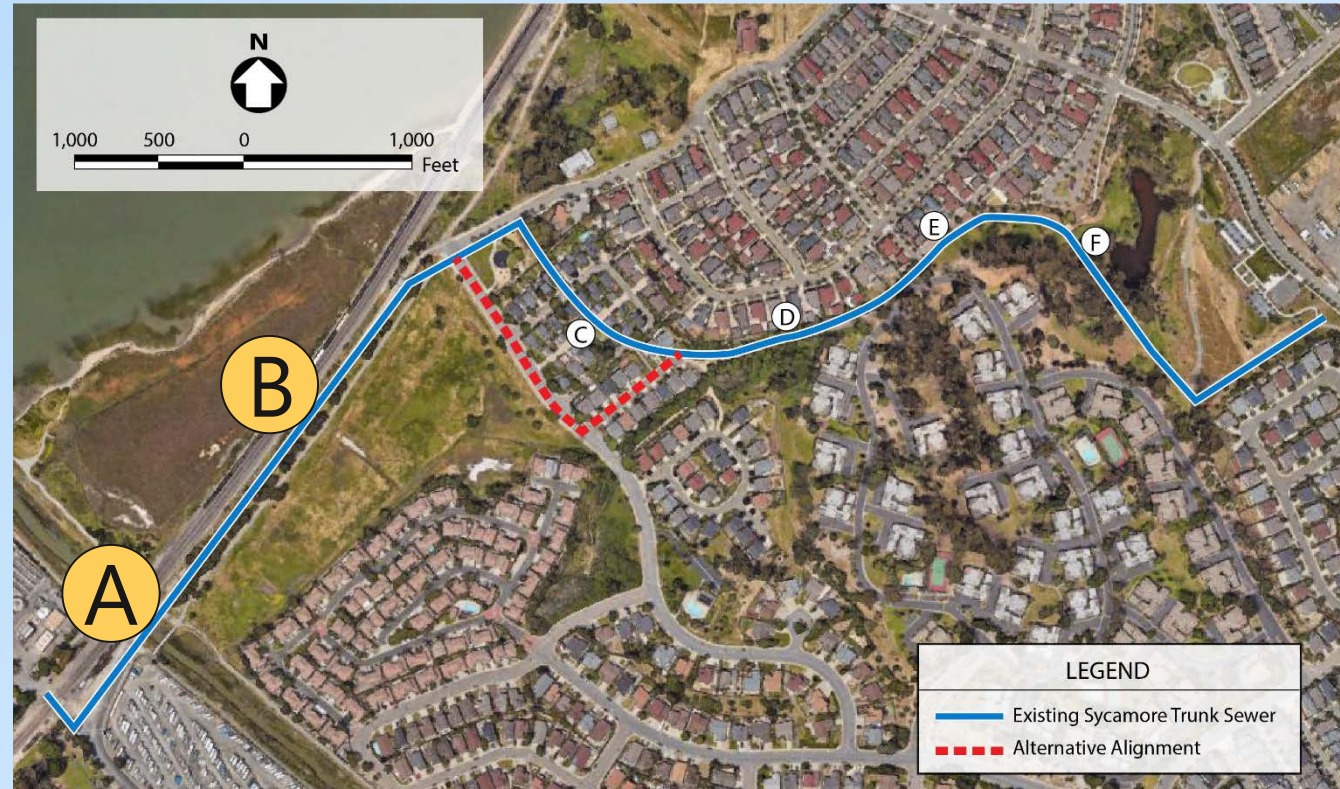 N
1,000 500 0 1,000
Feet
B
A
C
D
E
F
LEGEND
Existing Sycamore Trunk Sewer
Alternative Alignment